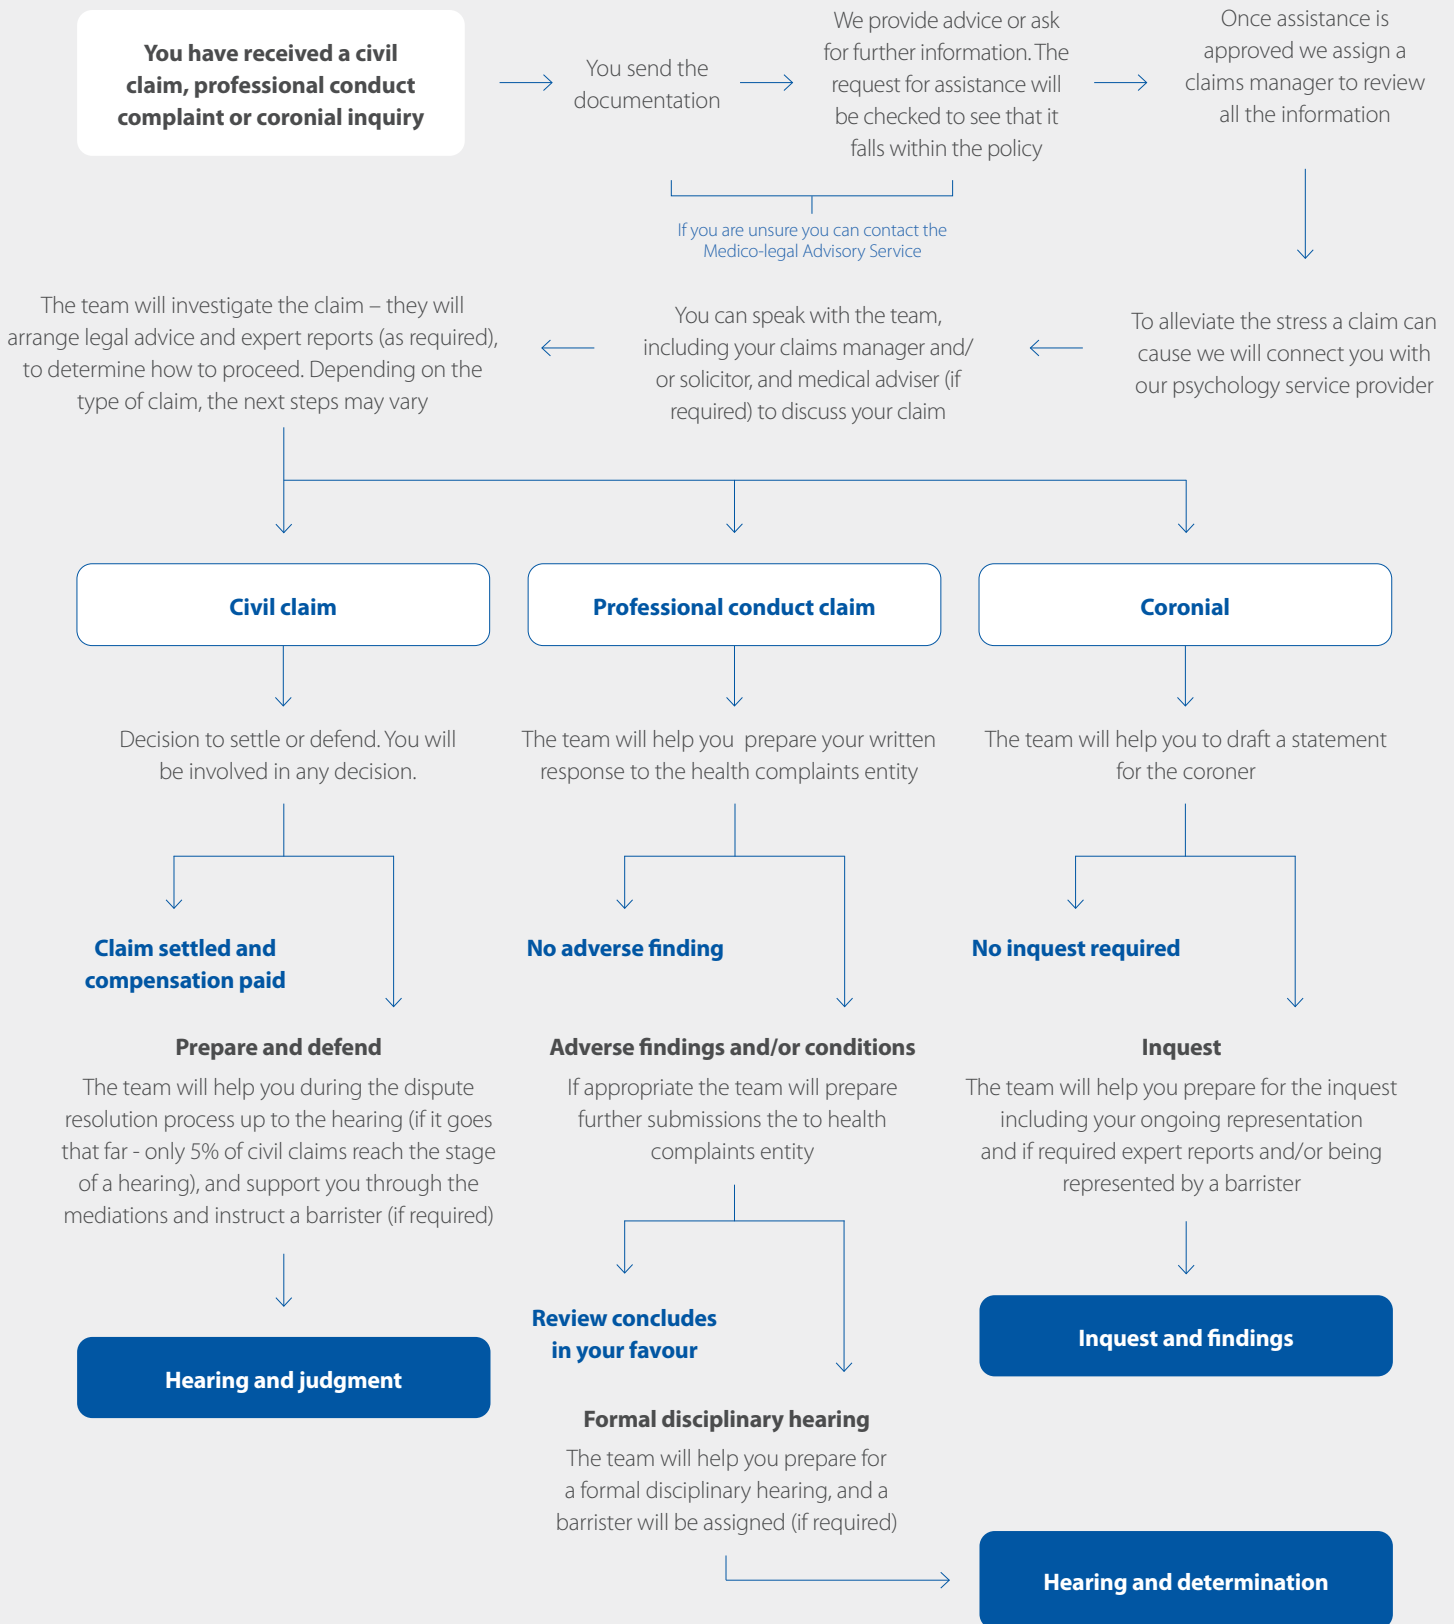 You have received a civil
claim, professional conduct
complaint or coronial inquiry
You send the
documentation
We provide advice or ask
for further information. The
request for assistance will
be checked to see that it
falls within the policy
Once assistance is
approved we assign a
claims manager to review
all the information
If you are unsure you can contact the
Medico-legal Advisory Service
To alleviate the stress a claim can
cause we will connect you with
our psychology service provider
You can speak with the team,
including your claims manager and/
or solicitor, and medical adviser (if
required) to discuss your claim
The team will investigate the claim – they will
arrange legal advice and expert reports (as required),
to determine how to proceed. Depending on the
type of claim, the next steps may vary
Civil claim
Decision to settle or defend. You will
be involved in any decision.
Claim settled and
compensation paid
Prepare and defend
The team will help you during the dispute
resolution process up to the hearing (if it goes
that far - only 5% of civil claims reach the stage
of a hearing), and support you through the
mediations and instruct a barrister (if required)
Hearing and judgment
Professional conduct claim
The team will help you  prepare your written
response to the health complaints entity
No adverse finding
Adverse findings and/or conditions
If appropriate the team will prepare
further submissions the to health
complaints entity
Review concludes
in your favour
Formal disciplinary hearing
The team will help you prepare for
a formal disciplinary hearing, and a
barrister will be assigned (if required)
Hearing and determination
Coronial
The team will help you to draft a statement
for the coroner
No inquest required
Inquest
The team will help you prepare for the inquest
including your ongoing representation
and if required expert reports and/or being
represented by a barrister
Inquest and findings